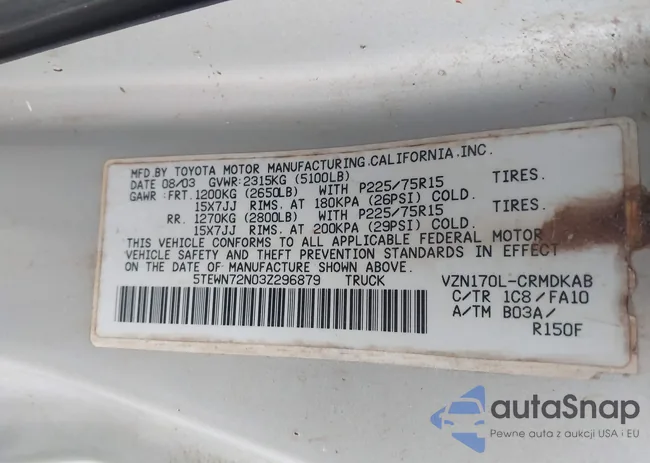 MFD.BY TOYOTA MOTOR MANUFACTURING,CALIFORNIA.INC.
DATE 08/03 GVWR:2315KG (5100LB)
GAWR :FRT.1200KG (2650LB) WITH P225/75R15 TIRES.
15X7JJ RIMS. AT 180KPA (26PSI) COLD.
RR. 1270KG (2800LB) WITH P225/75R15 TIRES.
15X7JJ RIMS. AT 200KPA (29PSI) COLD.
THIS VEHICLE CONFORMS TO ALL APPLICABLE FEDERAL MOTOR
VEHICLE SAFETY AND THEFT PREVENTION STANDARDS IN EFFECT
ON THE DATE OF MANUFACTURE SHOWN ABOVE.
5TEWN72N03Z296879 TRUCK VZN170L-CRMDKAB
C/TR 1C8/FA10
A/TM B03A/
R150F
autoSnap
Pewne auta z aukcji USA i EU